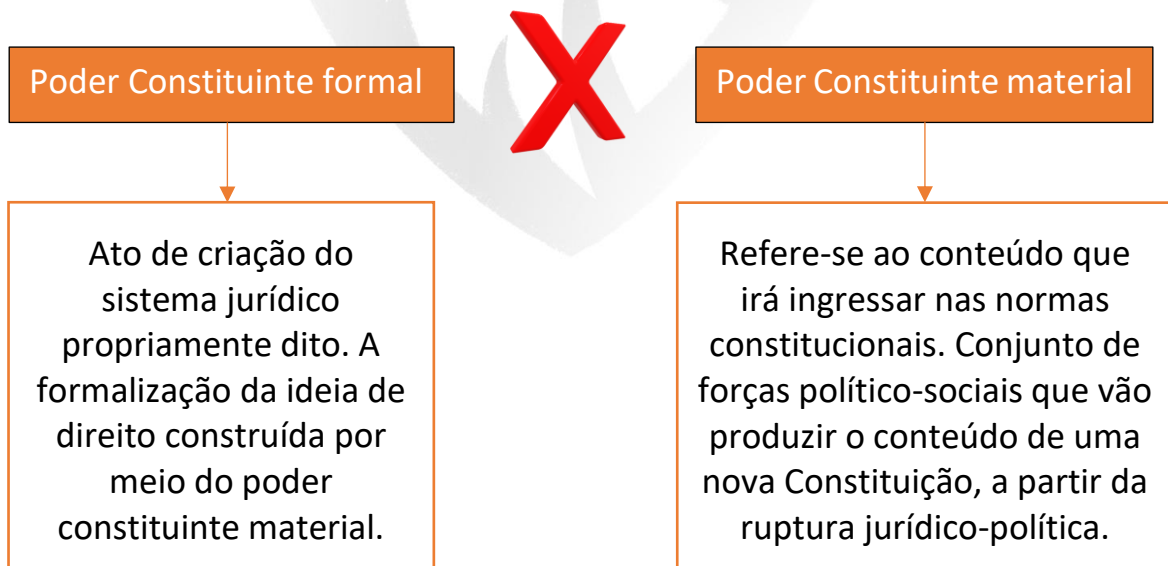 Poder Constituinte formal
X
Poder Constituinte material
Ato de criação do
sistema jurídico
propriamente dito. A
formalização da ideia de
direito construída por
meio do poder
constituinte material.
Refere-se ao conteúdo que
irá ingressar nas normas
constitucionais. Conjunto de
forças político-sociais que vão
produzir o conteúdo de uma
nova Constituição, a partir da
ruptura jurídico-política.